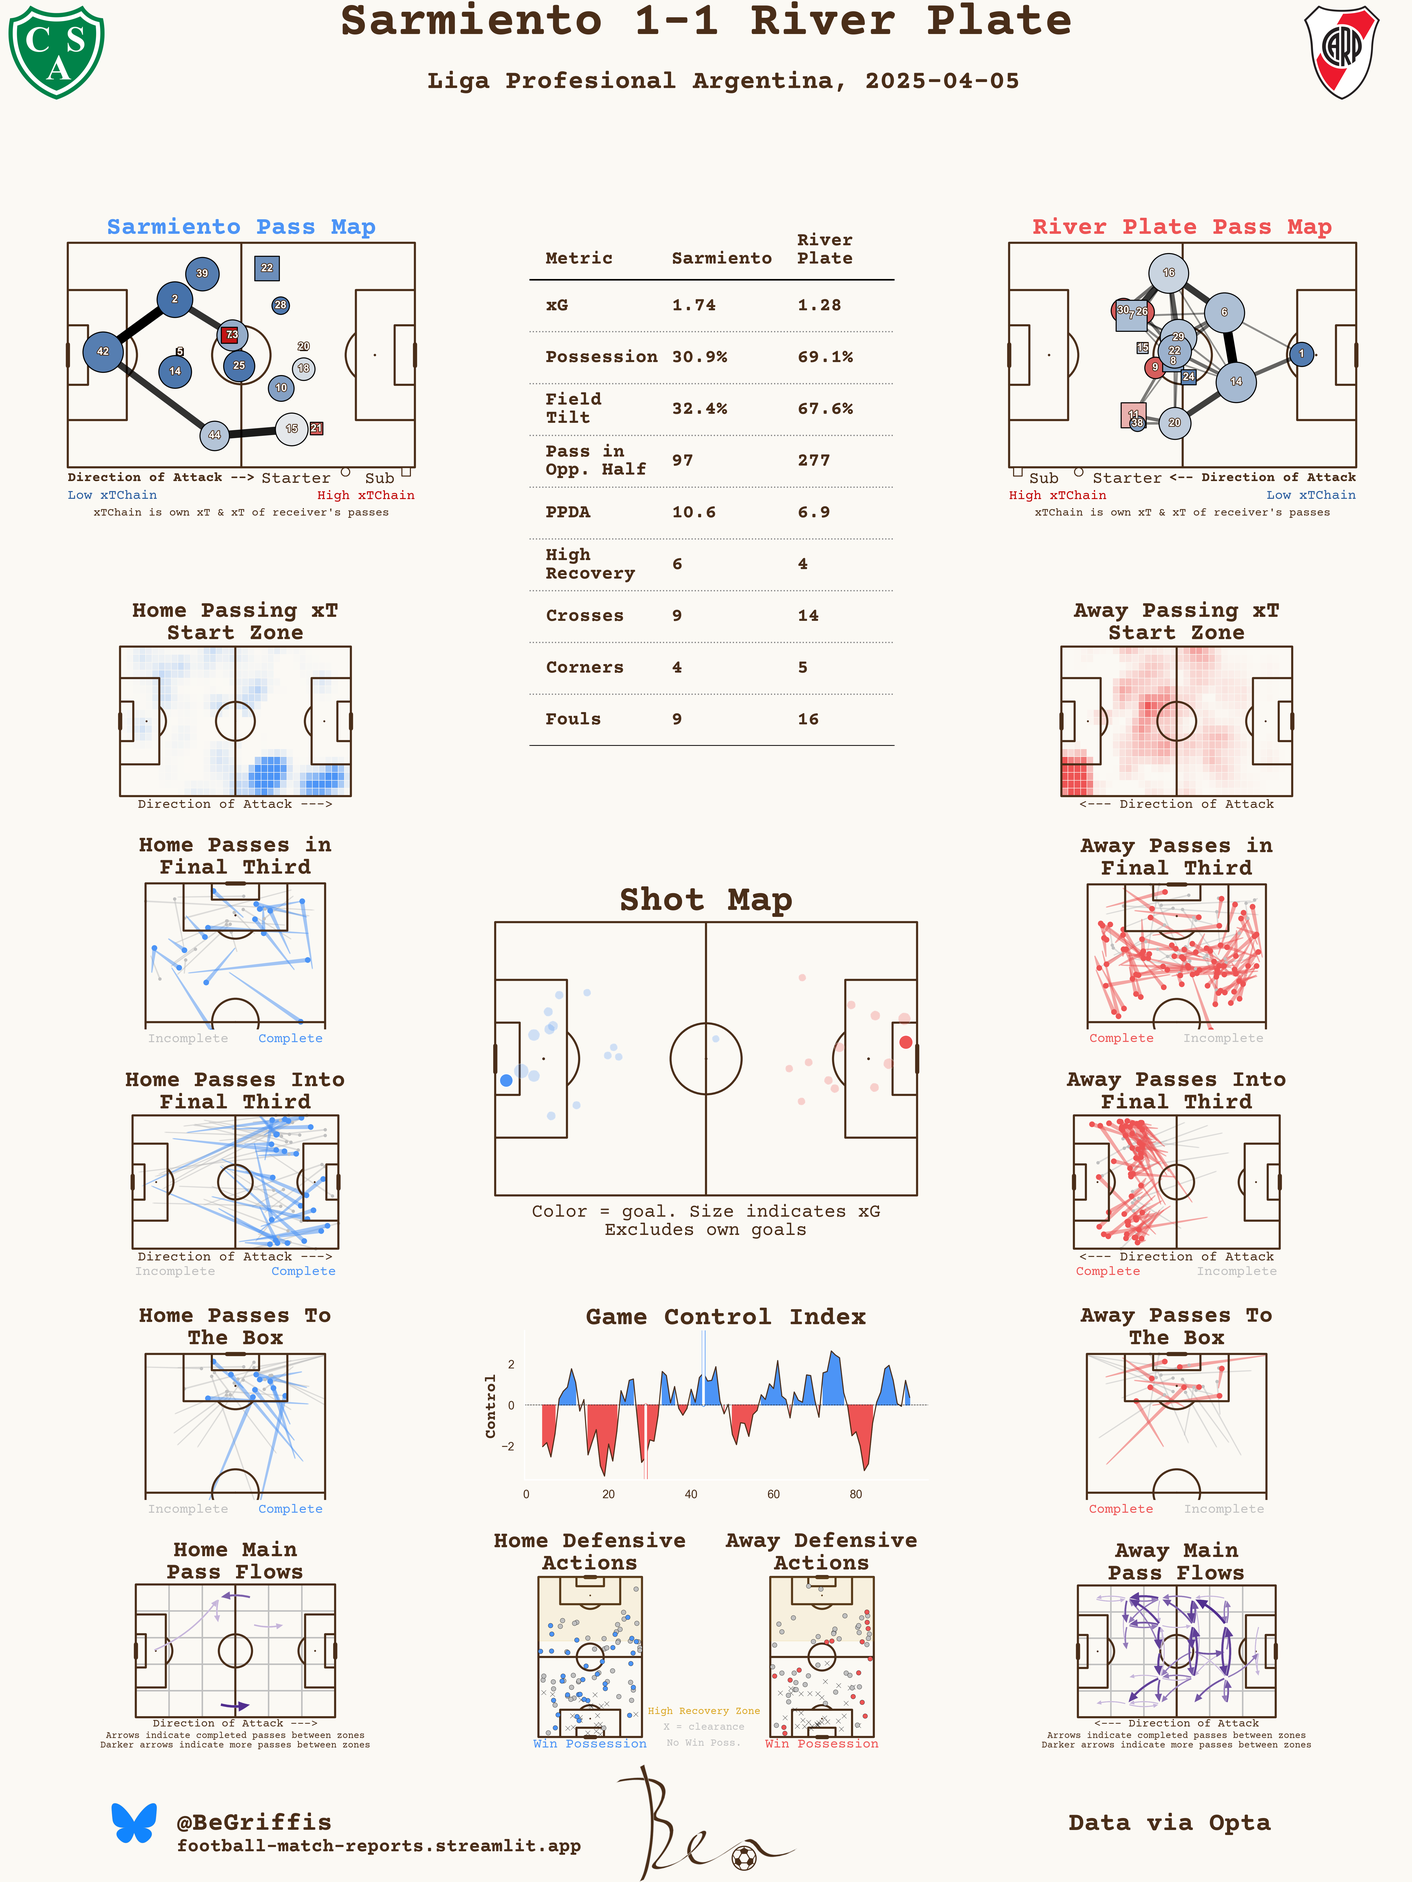 Sarmiento 1-1 River Plate
Liga Profesional Argentina, 2025-04-05
C S
A
CARP
Sarmiento Pass Map
39
22
2
28
73
42
5
20
14
25
18
10
44
15
21
Direction of Attack --> Starter Sub
Low xTChain High xTChain
xTChain is own xT & xT of receiver's passes
Metric Sarmiento River Plate
xG 1.74 1.28
Possession 30.9% 69.1%
Field Tilt 32.4% 67.6%
Pass in Opp. Half 97 277
PPDA 10.6 6.9
High Recovery 6 4
Crosses 9 14
Corners 4 5
Fouls 9 16
River Plate Pass Map
16
30
7
26
6
29
15
22
8
1
9
24
14
11
38
20
Sub Starter <-- Direction of Attack
High xTChain Low xTChain
xTChain is own xT & xT of receiver's passes
Home Passing xT
Start Zone
Direction of Attack --->
Away Passing xT
Start Zone
<--- Direction of Attack
Home Passes in
Final Third
Incomplete Complete
Away Passes in
Final Third
Complete Incomplete
Shot Map
Color = goal. Size indicates xG
Excludes own goals
Home Passes Into
Final Third
Direction of Attack --->
Incomplete Complete
Away Passes Into
Final Third
<--- Direction of Attack
Complete Incomplete
Home Passes To
The Box
Incomplete Complete
Game Control Index
Control
2
0
−2
0 20 40 60 80
Away Passes To
The Box
Complete Incomplete
Home Main
Pass Flows
Direction of Attack --->
Arrows indicate completed passes between zones
Darker arrows indicate more passes between zones
Home Defensive
Actions
Win Possession
Away Defensive
Actions
Win Possession
High Recovery Zone
X = clearance
No Win Poss.
Away Main
Pass Flows
<--- Direction of Attack
Arrows indicate completed passes between zones
Darker arrows indicate more passes between zones
@BeGriffis
football-match-reports.streamlit.app
Ben
Data via Opta